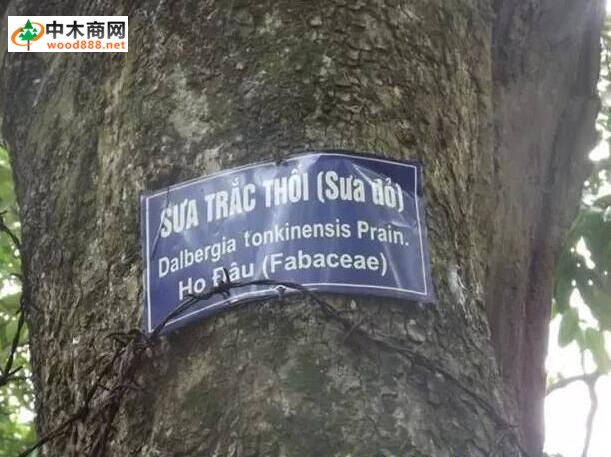 中木商网
wood888.net
SƯA TRẮC THỐI (Sưa đỏ)
Dalbergia tonkinensis Prain.
Họ Đậu (Fabaceae)